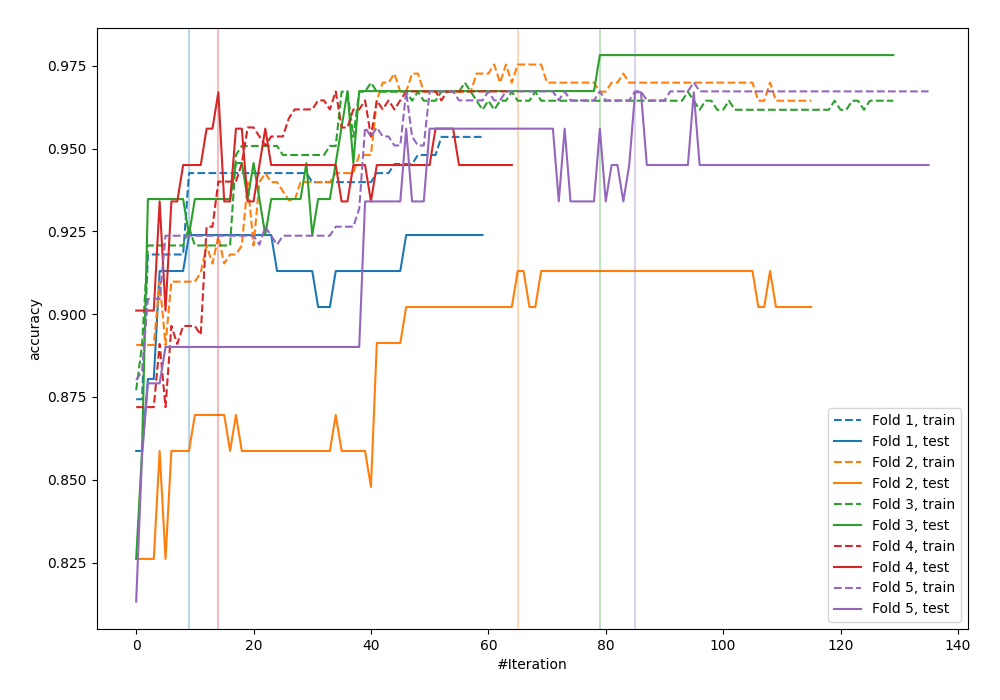 0.975
0.950
0.925
0.900
0.875
0.850
0.825
accuracy
0
20
40
60
80
100
120
140
#Iteration
Fold 1, train
Fold 1, test
Fold 2, train
Fold 2, test
Fold 3, train
Fold 3, test
Fold 4, train
Fold 4, test
Fold 5, train
Fold 5, test